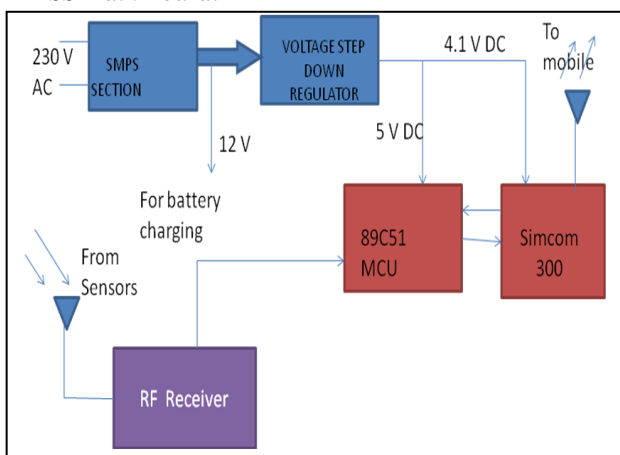 230 V
AC
SMPS
SECTION
VOLTAGE STEP
DOWN
REGULATOR
4.1 V DC
To
mobile
12 V
5 V DC
For battery
charging
89C51
MCU
Simcom
300
From
Sensors
RF Receiver